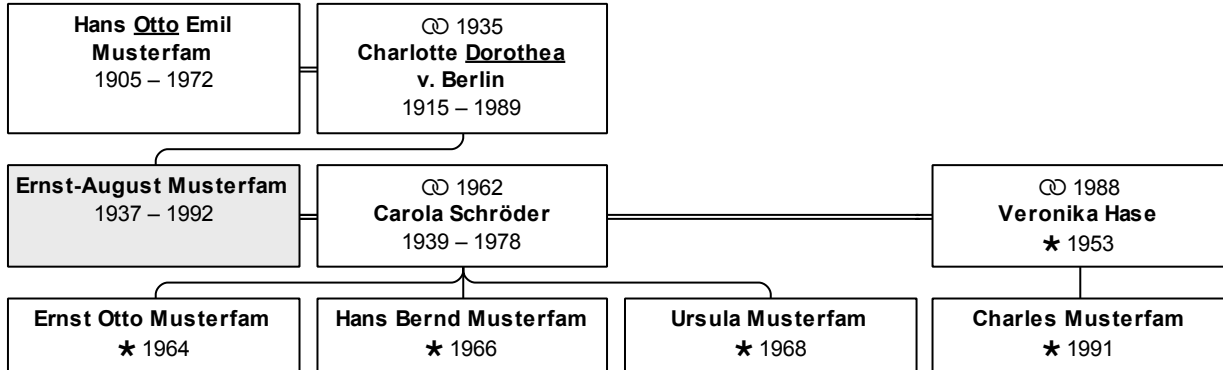 Hans Otto Emil
Musterfam
1905 – 1972
⚭ 1935
Charlotte Dorothea
v. Berlin
1915 – 1989
Ernst-August Musterfam
1937 – 1992
⚭ 1962
Carola Schröder
1939 – 1978
⚭ 1988
Veronika Hase
★ 1953
Ernst Otto Musterfam
★ 1964
Hans Bernd Musterfam
★ 1966
Ursula Musterfam
★ 1968
Charles Musterfam
★ 1991